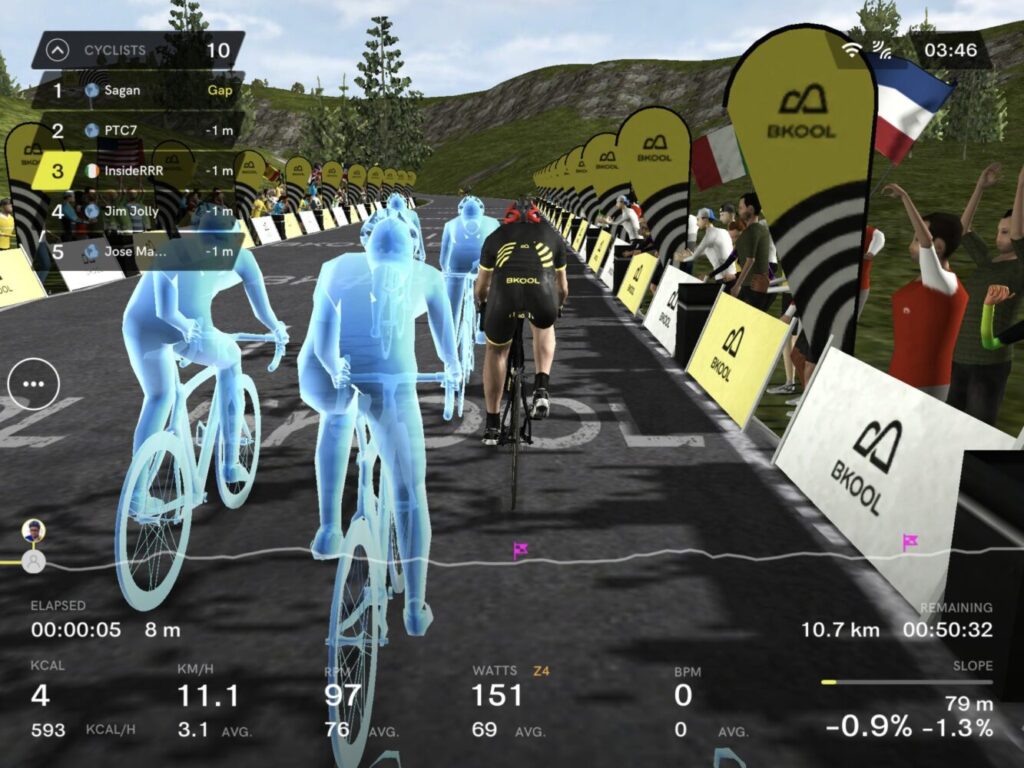 CYCLISTS 10
1 Sagan Gap
2 PTC7 -1 m
3 InsideRRR -1 m
4 Jim Jolly -1 m
5 Jose Ma... -1 m
03:46
BKOOL
BKOOL
BKOOL
BKOOL
BKOOL
BKOOL
BKOOL
ELAPSED
00:00:05 8 m
REMAINING
10.7 km 00:50:32
KCAL
4
593 KCAL/H
KM/H
11.1
3.1 AVG.
RPM
97
76 AVG.
WATTS Z4
151
69 AVG.
BPM
0
0 AVG.
SLOPE
79 m
-0.9% -1.3%